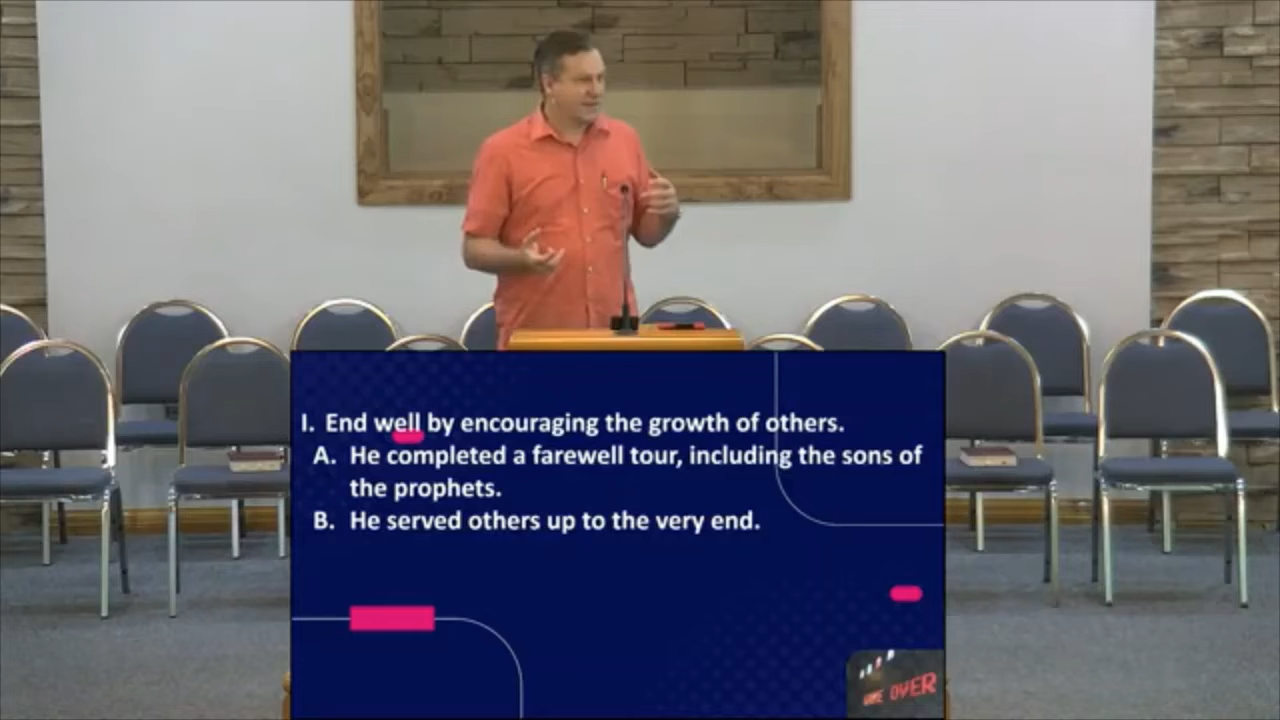 I. End well by encouraging the growth of others.
A. He completed a farewell tour, including the sons of
the prophets.
B. He served others up to the very end.
OVER